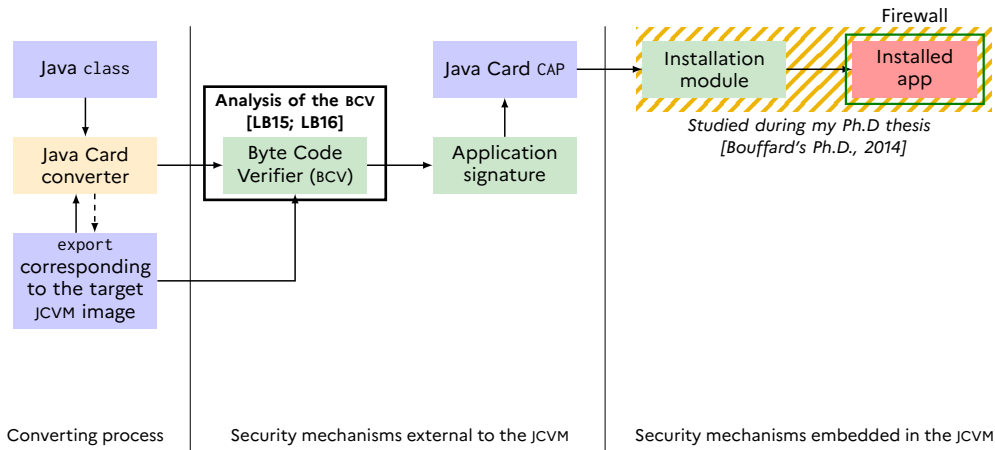 Firewall
Java class
Java Card CAP
Installation
module
Installed
app
Analysis of the BCV
[LB15; LB16]
Studied during my Ph.D thesis
[Bouffard's Ph.D., 2014]
Java Card
converter
Byte Code
Verifier (BCV)
Application
signature
export
corresponding
to the target
JCVM image
Converting process
Security mechanisms external to the JCVM
Security mechanisms embedded in the JCVM